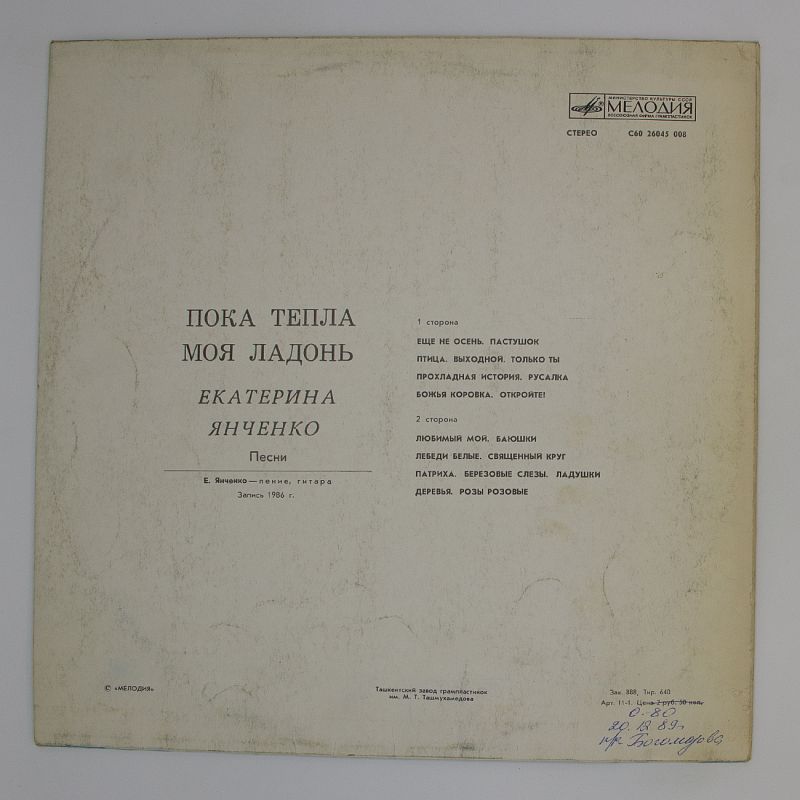 МИНИСТЕРСТВО КУЛЬТУРЫ СССР
МЕЛОДИЯ
ВСЕСОЮЗНАЯ ФИРМА ГРАМПЛАСТИНОК
СТЕРЕО С60 26045 008
ПОКА ТЕПЛА
МОЯ ЛАДОНЬ
ЕКАТЕРИНА
ЯНЧЕНКО
Песни
Е. Янченко — пение, гитара
Запись 1986 г.
1 сторона
ЕЩЕ НЕ ОСЕНЬ. ПАСТУШОК
ПТИЦА. ВЫХОДНОЙ. ТОЛЬКО ТЫ
ПРОХЛАДНАЯ ИСТОРИЯ. РУСАЛКА
БОЖЬЯ КОРОВКА. ОТКРОЙТЕ!
2 сторона
ЛЮБИМЫЙ МОЙ. БАЮШКИ
ЛЕБЕДИ БЕЛЫЕ. СВЯЩЕННЫЙ КРУГ
ПАТРИХА. БЕРЕЗОВЫЕ СЛЕЗЫ. ЛАДУШКИ
ДЕРЕВЬЯ. РОЗЫ РОЗОВЫЕ
© «МЕЛОДИЯ»
Ташкентский завод грампластинок
им. М. Т. Ташмухамедова
Зак. 888, Тир. 640
Арт. 11-1. Цена 2 руб. 50 коп.
0-80
20.12.89г